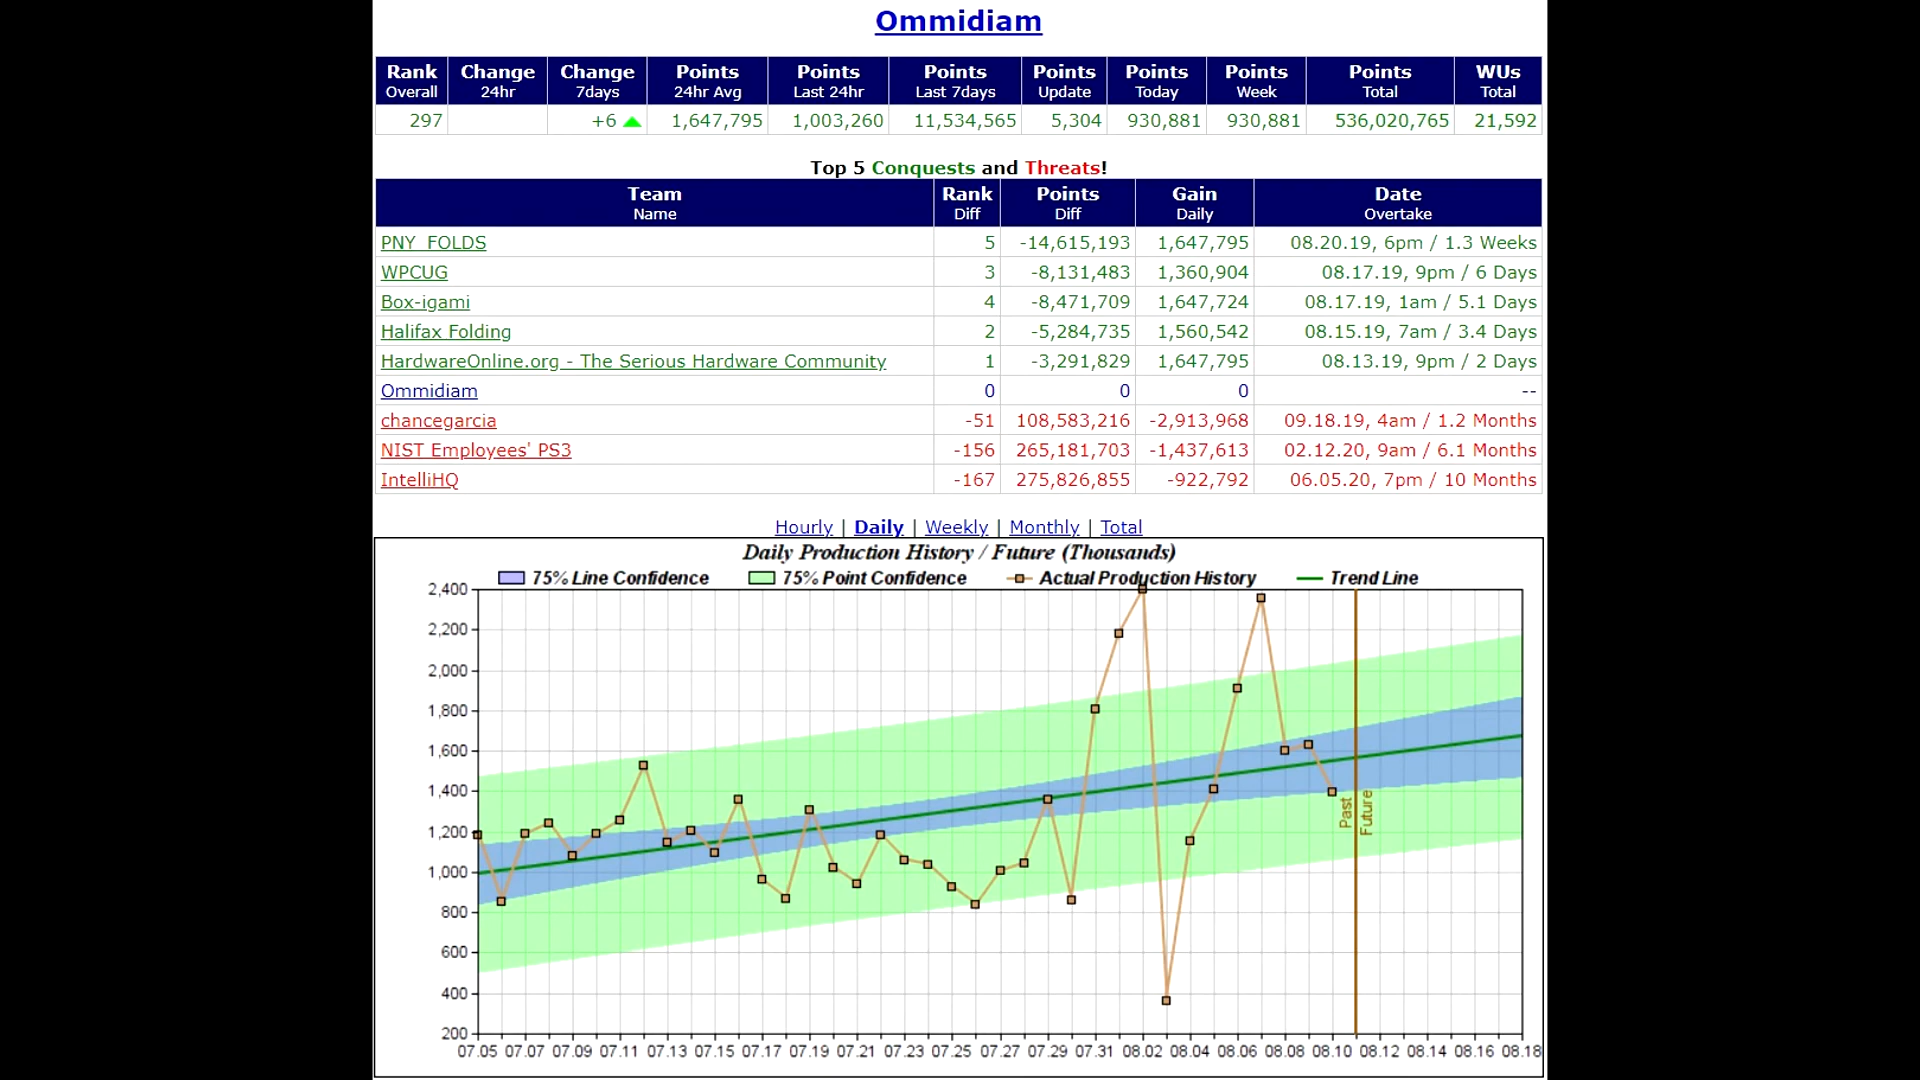 Ommidiam
Rank Change Change Points Points Points Points Points Points Points WUs
Overall 24hr 7days 24hr Avg Last 24hr Last 7days Update Today Week Total Total
297 +6 1,647,795 1,003,260 11,534,565 5,304 930,881 930,881 536,020,765 21,592
Top 5 Conquests and Threats!
Team Rank Points Gain Date
Name Diff Diff Daily Overtake
PNY_FOLDS 5 -14,615,193 1,647,795 08.20.19, 6pm / 1.3 Weeks
WPCUG 3 -8,131,483 1,360,904 08.17.19, 9pm / 6 Days
Box-igami 4 -8,471,709 1,647,724 08.17.19, 1am / 5.1 Days
Halifax Folding 2 -5,284,735 1,560,542 08.15.19, 7am / 3.4 Days
HardwareOnline.org - The Serious Hardware Community 1 -3,291,829 1,647,795 08.13.19, 9pm / 2 Days
Ommidiam 0 0 0 --
chancegarcia -51 108,583,216 -2,913,968 09.18.19, 4am / 1.2 Months
NIST Employees' PS3 -156 265,181,703 -1,437,613 02.12.20, 9am / 6.1 Months
IntelliHQ -167 275,826,855 -922,792 06.05.20, 7pm / 10 Months
Hourly | Daily | Weekly | Monthly | Total
Daily Production History / Future (Thousands)
75% Line Confidence 75% Point Confidence Actual Production History Trend Line
2,400
2,200
2,000
1,800
1,600
1,400
1,200
1,000
800
600
400
200
Past
Future
07.05 07.07 07.09 07.11 07.13 07.15 07.17 07.19 07.21 07.23 07.25 07.27 07.29 07.31 08.02 08.04 08.06 08.08 08.10 08.12 08.14 08.16 08.18